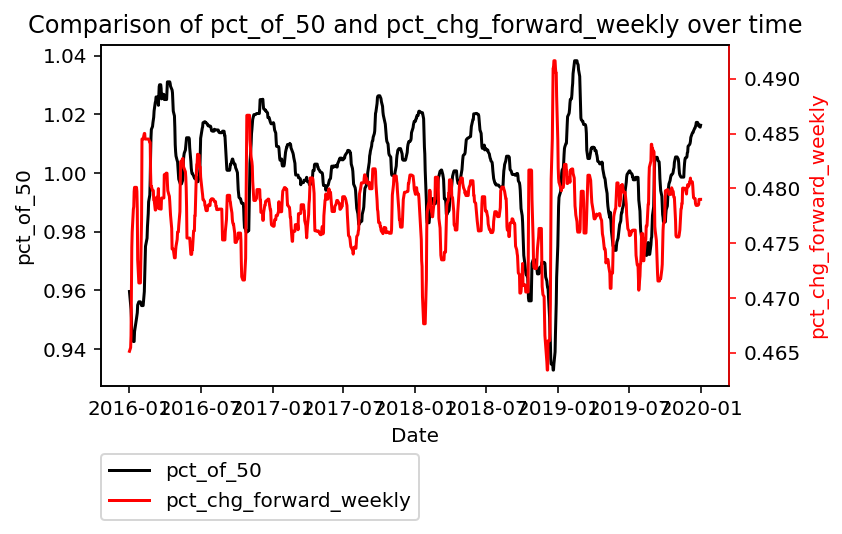 Comparison of pct_of_50 and pct_chg_forward_weekly over time
1.04
1.02
1.00
0.98
0.96
0.94
pct_of_50
0.490
0.485
0.480
0.475
0.470
0.465
pct_chg_forward_weekly
2016-01 2016-07 2017-01 2017-07 2018-01 2018-07 2019-01 2019-07 2020-01
Date
pct_of_50
pct_chg_forward_weekly